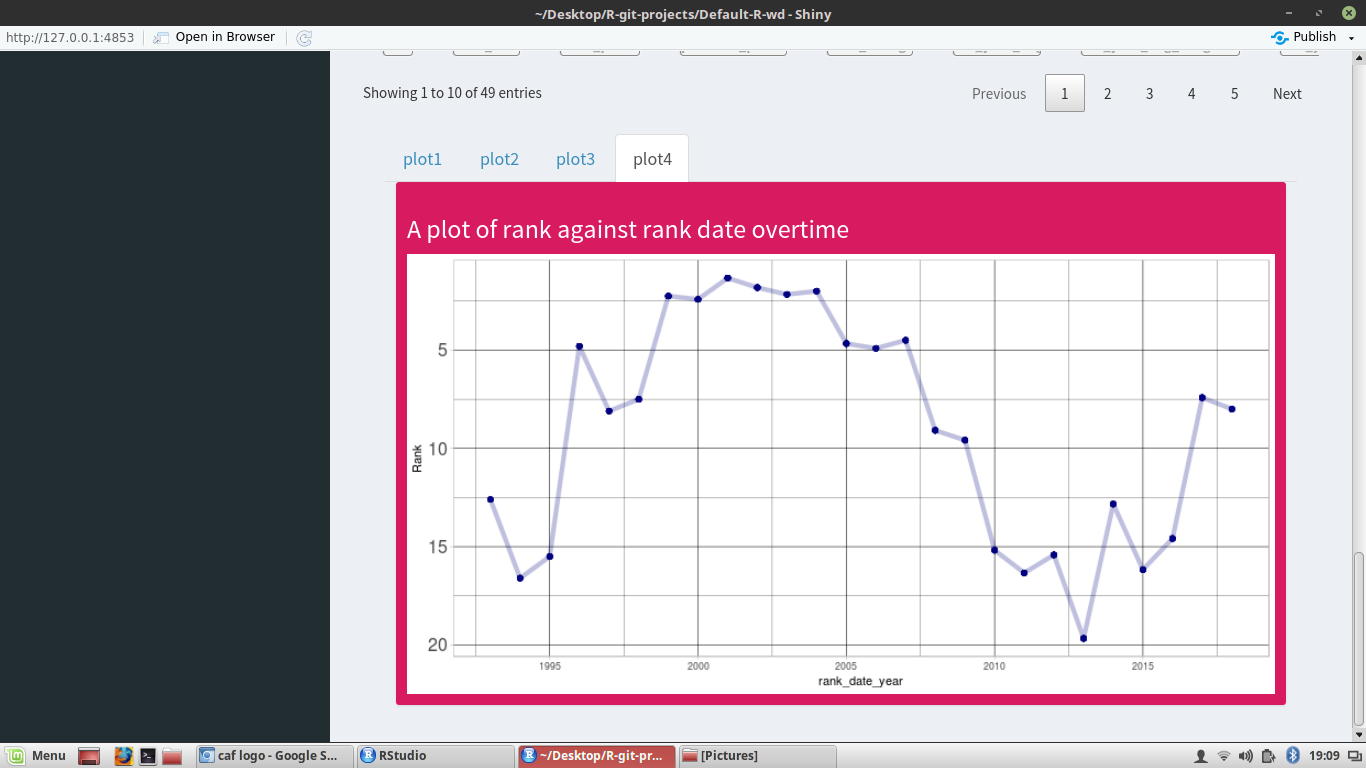 ~/Desktop/R-git-projects/Default-R-wd - Shiny
http://127.0.0.1:4853
Open in Browser
Publish
Showing 1 to 10 of 49 entries
Previous 1 2 3 4 5 Next
plot1 plot2 plot3 plot4
A plot of rank against rank date overtime
5
10
15
20
Rank
1995 2000 2005 2010 2015
rank_date_year
Menu
caf logo - Google S...
RStudio
~/Desktop/R-git-pr...
[Pictures]
19:09